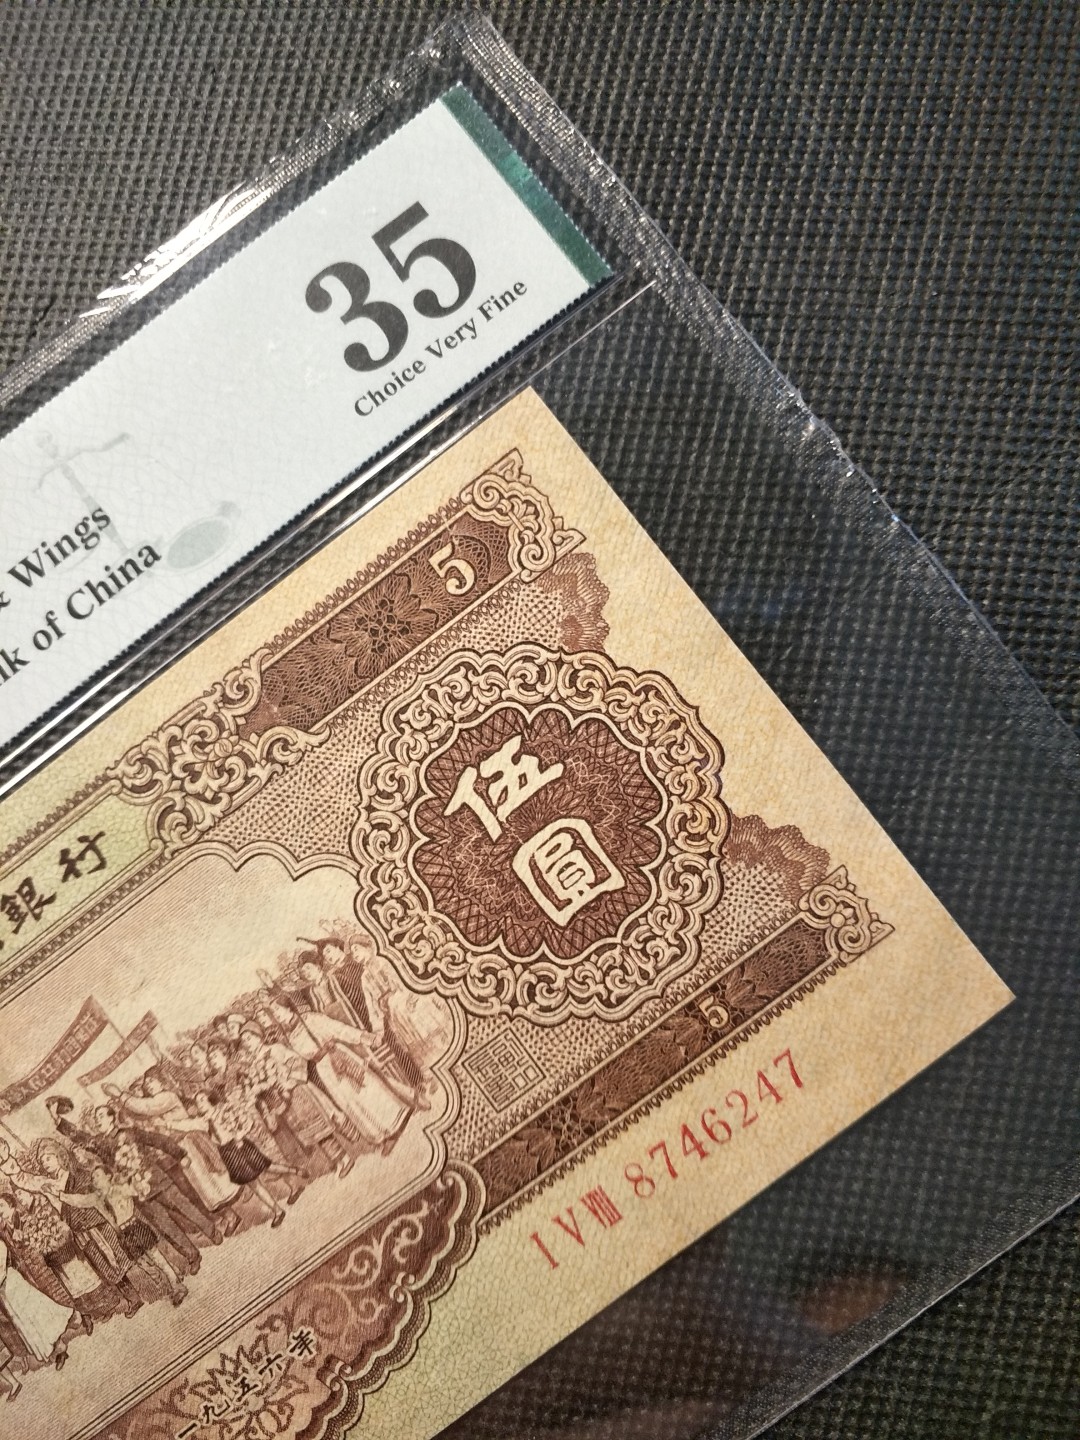 35
Choice Very Fine
& Wings
of China
5
銀行
伍
圓
5
I V VIII 8746247
一九五六年